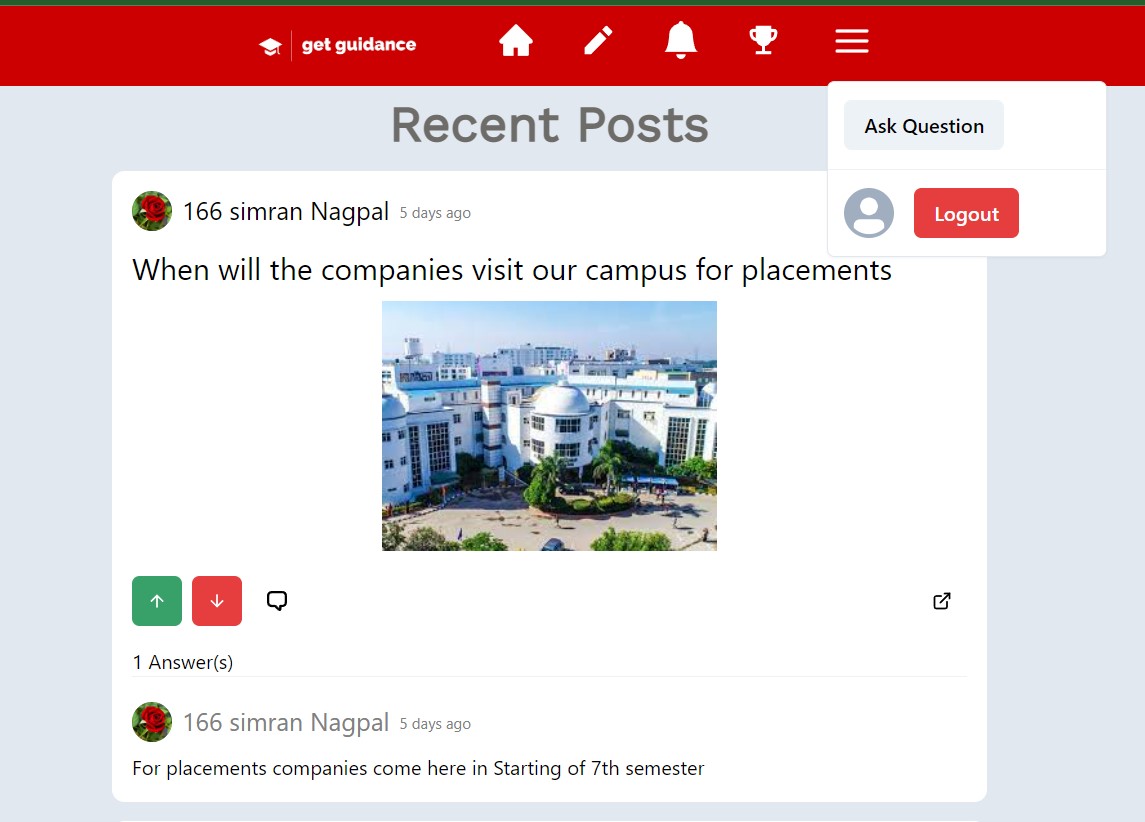 get guidance
Ask Question
Logout
Recent Posts
166 simran Nagpal 5 days ago
When will the companies visit our campus for placements
1 Answer(s)
166 simran Nagpal 5 days ago
For placements companies come here in Starting of 7th semester